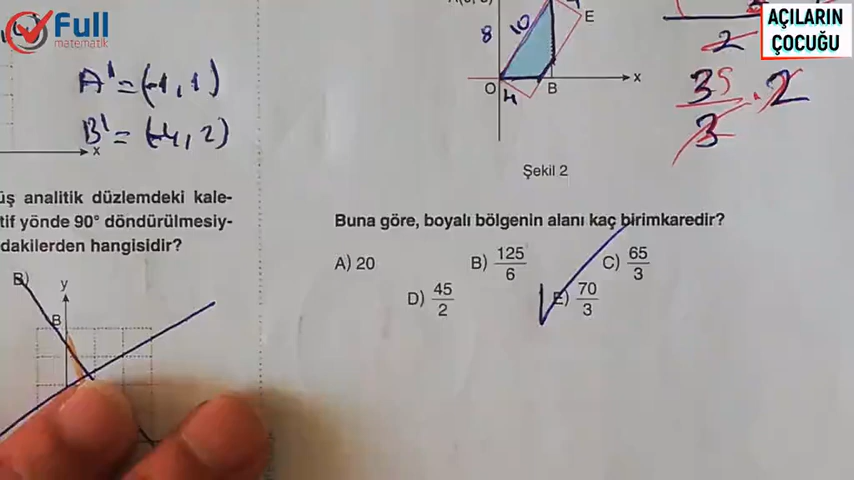 Full
matematik
AÇILARIN
ÇOCUĞU
A' = (-1, 1)
B' = (-4, 2)
x
üş analitik düzlemdeki kale-
tif yönde 90° döndürülmesiy-
dakilerden hangisidir?
B)
y
B
8
10
E
O
4
B
x
Şekil 2
2
35
3
. 2
Buna göre, boyalı bölgenin alanı kaç birimkaredir?
A) 20
B) 125/6
C) 65/3
D) 45/2
E) 70/3